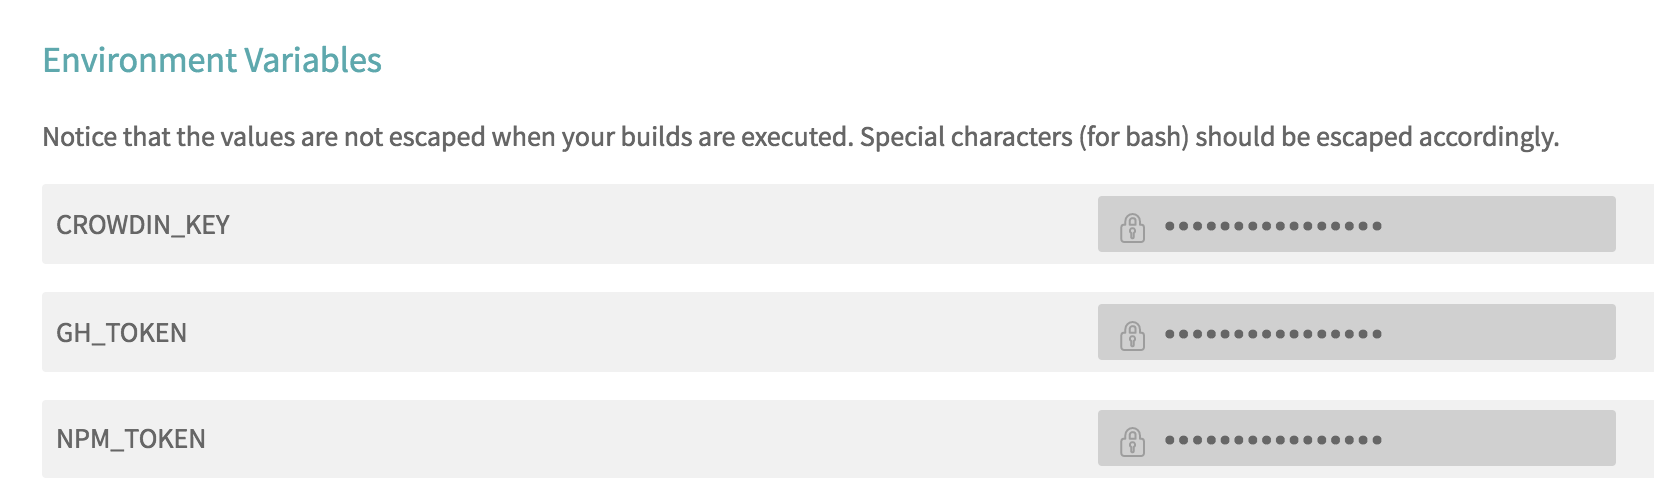 Environment Variables
Notice that the values are not escaped when your builds are executed. Special characters (for bash) should be escaped accordingly.
CROWDIN_KEY ••••••••••••••••
GH_TOKEN ••••••••••••••••
NPM_TOKEN ••••••••••••••••